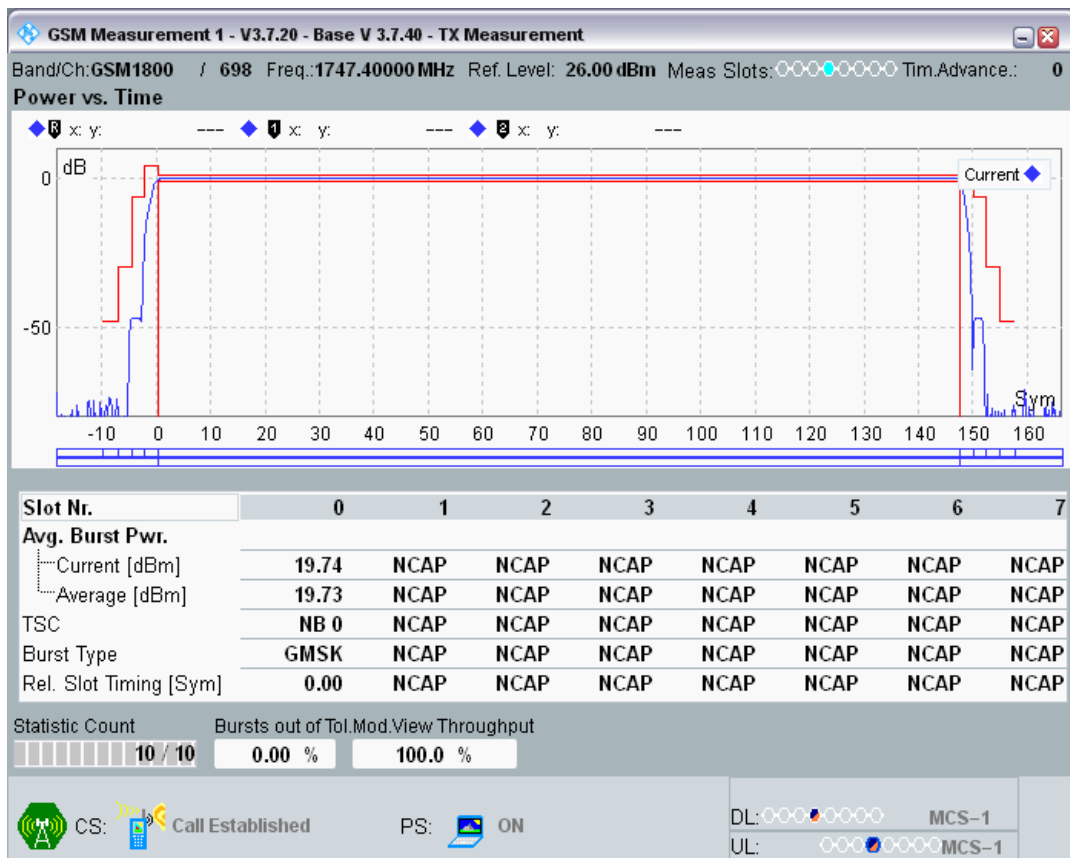 GSM Measurement 1 - V3.7.20 - Base V 3.7.40 - TX Measurement
Band/Ch:GSM1800 / 698 Freq.:1747.40000 MHz Ref. Level: 26.00 dBm Meas Slots: Tim.Advance.: 0
Power vs. Time
R x: y: --- 1 x: y: --- 2 x: y: ---
dB
Current
0
-50
Sym
-10 0 10 20 30 40 50 60 70 80 90 100 110 120 130 140 150 160
Slot Nr. 0 1 2 3 4 5 6 7
Avg. Burst Pwr.
Current [dBm] 19.74 NCAP NCAP NCAP NCAP NCAP NCAP NCAP
Average [dBm] 19.73 NCAP NCAP NCAP NCAP NCAP NCAP NCAP
TSC NB 0 NCAP NCAP NCAP NCAP NCAP NCAP NCAP
Burst Type GMSK NCAP NCAP NCAP NCAP NCAP NCAP NCAP
Rel. Slot Timing [Sym] 0.00 NCAP NCAP NCAP NCAP NCAP NCAP NCAP
Statistic Count Bursts out of Tol. Mod.View Throughput
10 / 10 0.00 % 100.0 %
CS: Call Established PS: ON DL: MCS-1
UL: MCS-1